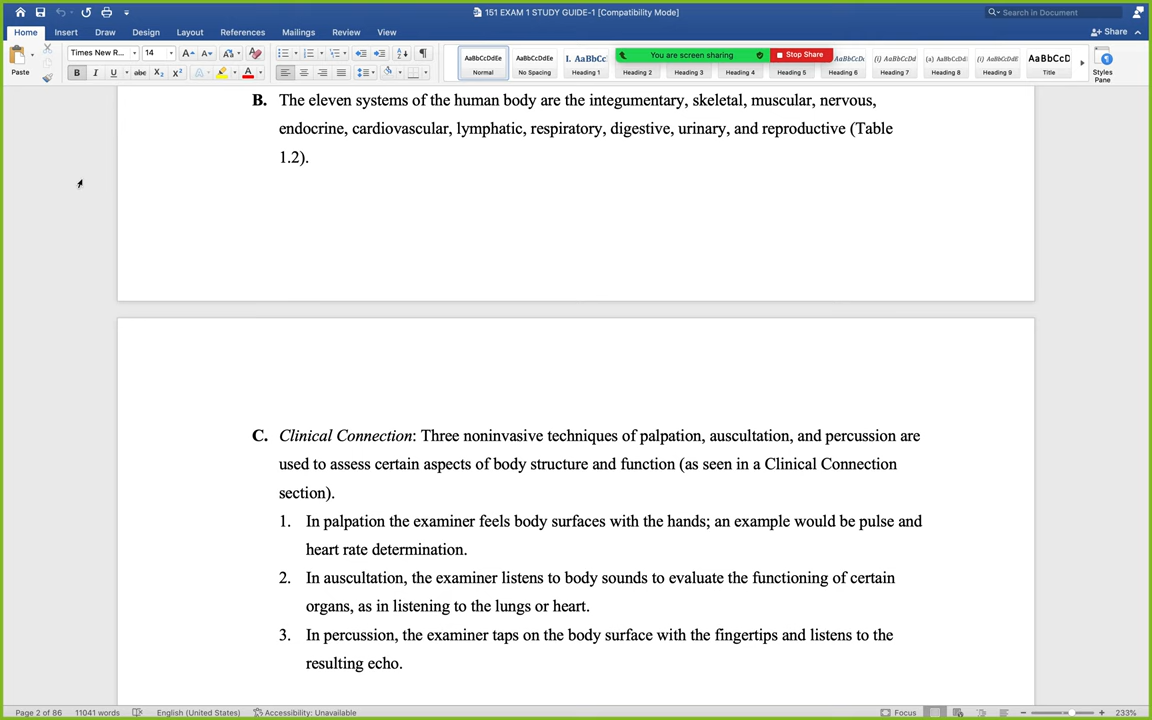 151 EXAM 1 STUDY GUIDE-1 [Compatibility Mode]
Search in Document
Home Insert Draw Design Layout References Mailings Review View
Share
Paste
Times New R... 14
AaBbCcDdEe AaBbCcDdEe I. AaBbCc
You are screen sharing Stop Share
AaBbCcDc (i) AaBbCcDd (a) AaBbCcDdE (i) AaBbCcDdE AaBbCcD
Normal No Spacing Heading 1 Heading 2 Heading 3 Heading 4 Heading 5 Heading 6 Heading 7 Heading 8 Heading 9 Title
Styles
Pane
B. The eleven systems of the human body are the integumentary, skeletal, muscular, nervous,
endocrine, cardiovascular, lymphatic, respiratory, digestive, urinary, and reproductive (Table
1.2).
C. Clinical Connection: Three noninvasive techniques of palpation, auscultation, and percussion are
used to assess certain aspects of body structure and function (as seen in a Clinical Connection
section).
1. In palpation the examiner feels body surfaces with the hands; an example would be pulse and
heart rate determination.
2. In auscultation, the examiner listens to body sounds to evaluate the functioning of certain
organs, as in listening to the lungs or heart.
3. In percussion, the examiner taps on the body surface with the fingertips and listens to the
resulting echo.
Page 2 of 86 11041 words English (United States) Accessibility: Unavailable Focus 233%